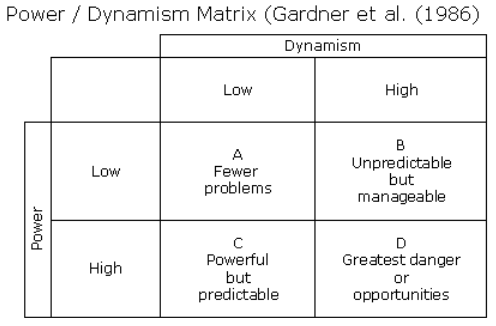 Power / Dynamism Matrix (Gardner et al. (1986)
Dynamism
Low
High
Power
Low
A
Fewer
problems
B
Unpredictable
but
manageable
High
C
Powerful
but
predictable
D
Greatest danger
or
opportunities